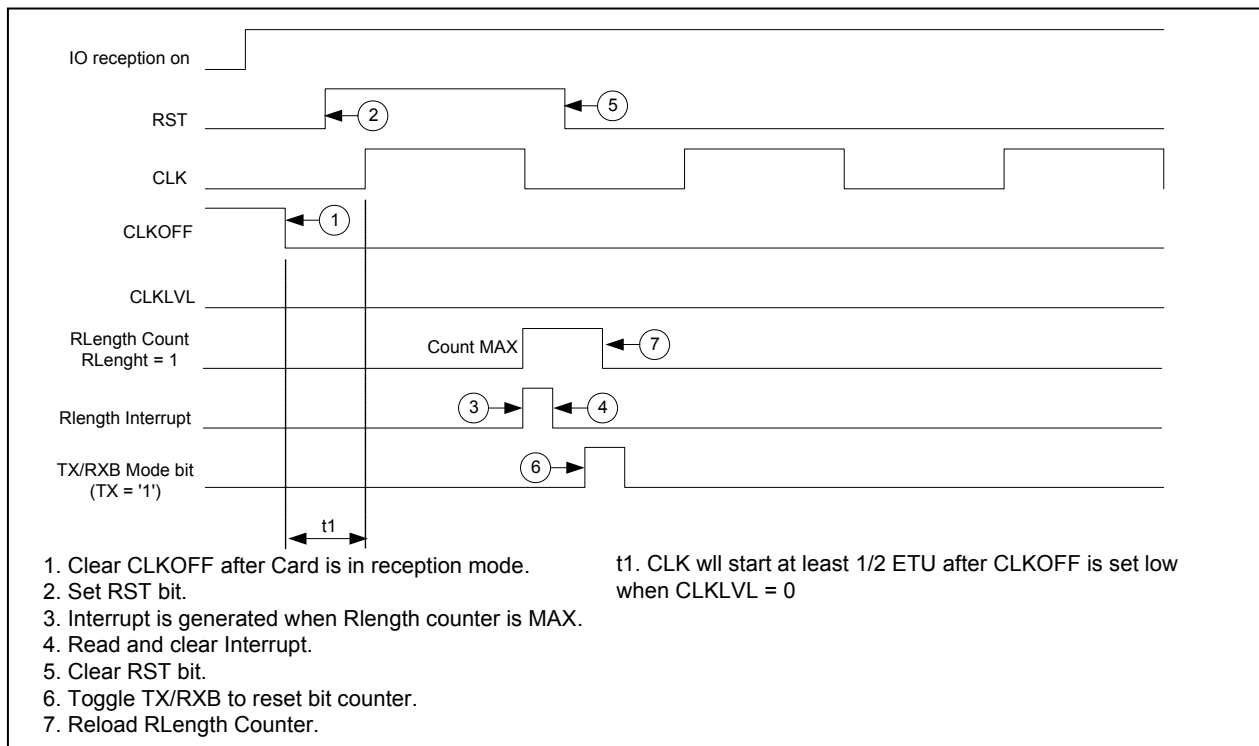 IO reception on
RST
2
5
CLK
CLKOFF
1
CLKLVL
RLength Count
RLenght = 1
Count MAX
7
Rlength Interrupt
3
4
TX/RXB Mode bit
(TX = '1')
6
t1
1. Clear CLKOFF after Card is in reception mode.
2. Set RST bit.
3. Interrupt is generated when Rlength counter is MAX.
4. Read and clear Interrupt.
5. Clear RST bit.
6. Toggle TX/RXB to reset bit counter.
7. Reload RLength Counter.
t1. CLK wll start at least 1/2 ETU after CLKOFF is set low
when CLKLVL = 0